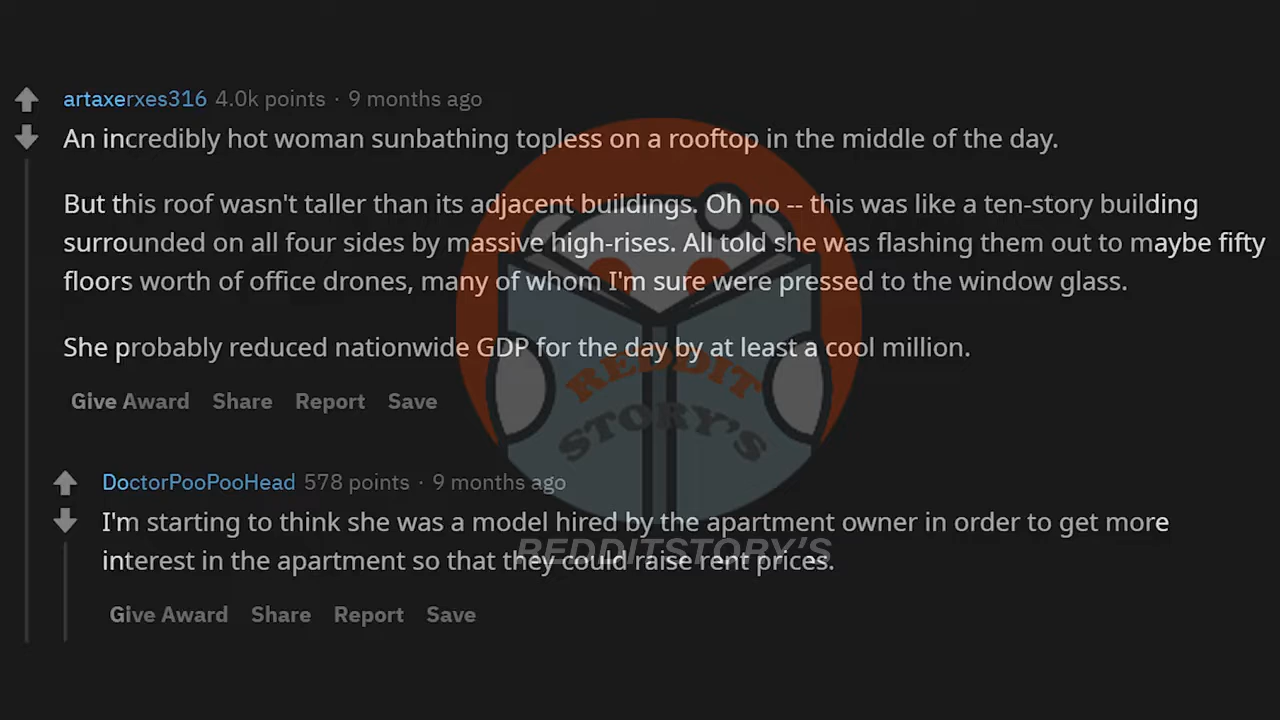 artaxerxes316 4.0k points · 9 months ago
An incredibly hot woman sunbathing topless on a rooftop in the middle of the day.
But this roof wasn't taller than its adjacent buildings. Oh no -- this was like a ten-story building
surrounded on all four sides by massive high-rises. All told she was flashing them out to maybe fifty
floors worth of office drones, many of whom I'm sure were pressed to the window glass.
She probably reduced nationwide GDP for the day by at least a cool million.
REDDIT
Give Award Share Report Save
STORY'S
DoctorPooPooHead 578 points · 9 months ago
I'm starting to think she was a model hired by the apartment owner in order to get more
REDDITSTORY'S
interest in the apartment so that they could raise rent prices.
Give Award Share Report Save